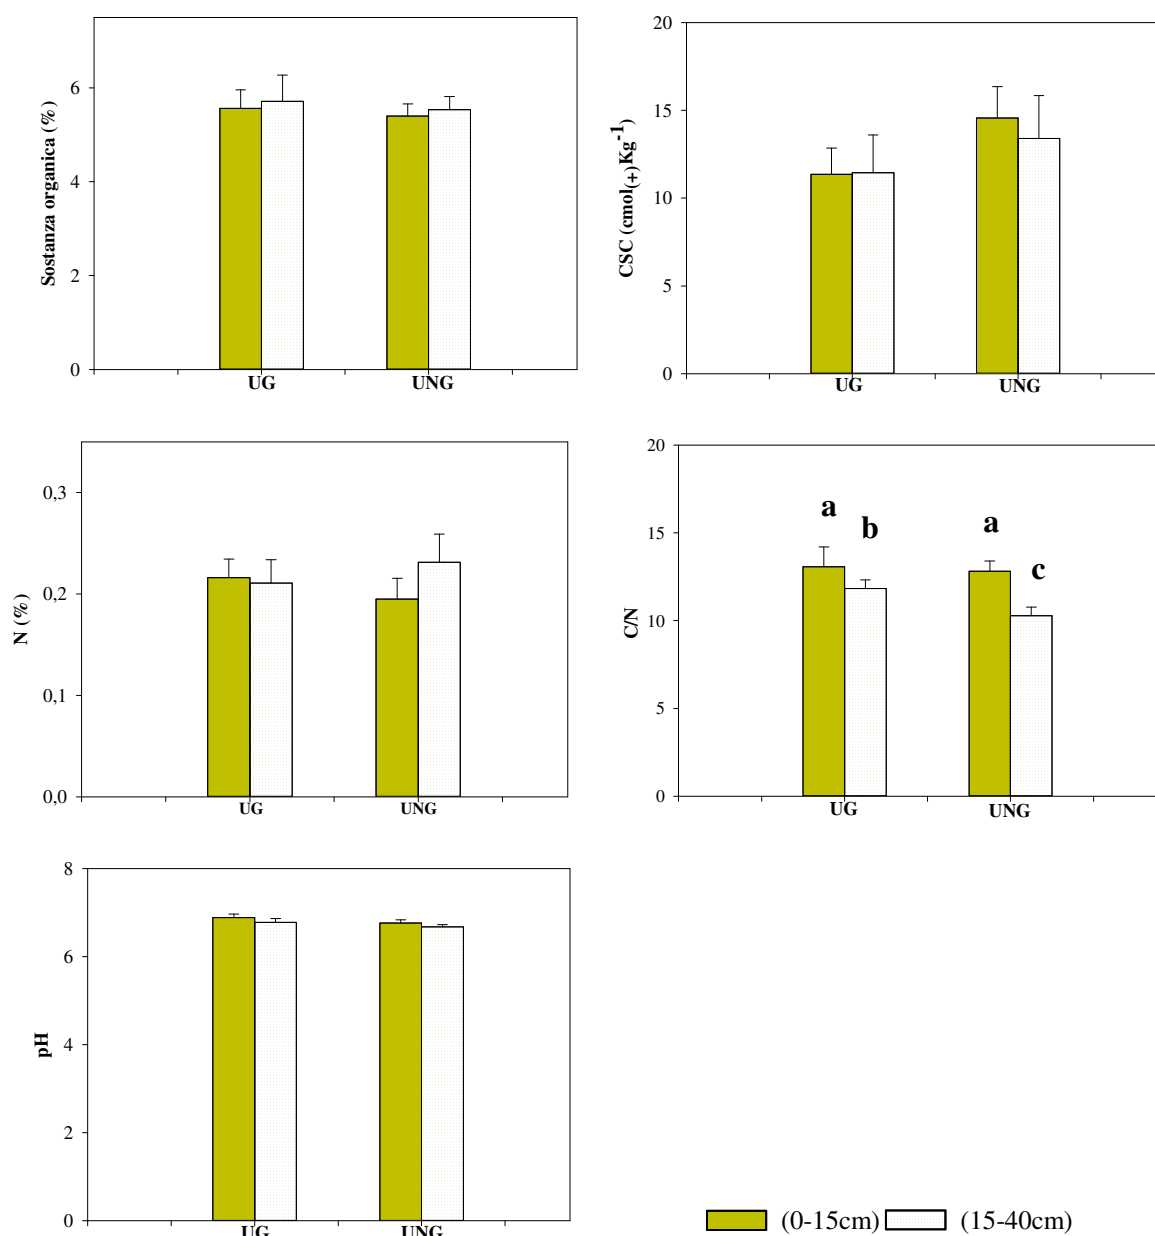 Sostanza organica (%)
6
4
2
0
UG UNG
CSC (cmol(+)Kg-1)
20
15
10
5
0
UG UNG
N (%)
0,3
0,2
0,1
0,0
UG UNG
C/N
20
15
10
5
0
a b a c
UG UNG
pH
8
6
4
2
0
UG UNG
(0-15cm) (15-40cm)